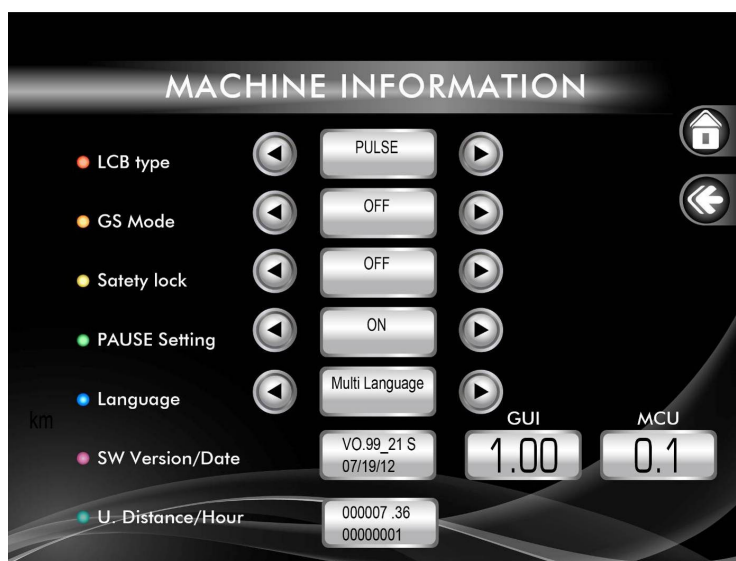 MACHINE INFORMATION
LCB type
PULSE
GS Mode
OFF
Satety lock
OFF
PAUSE Setting
ON
Language
Multi Language
km
GUI
MCU
SW Version/Date
VO.99_21 S
07/19/12
1.00
0.1
U. Distance/Hour
000007 .36
00000001